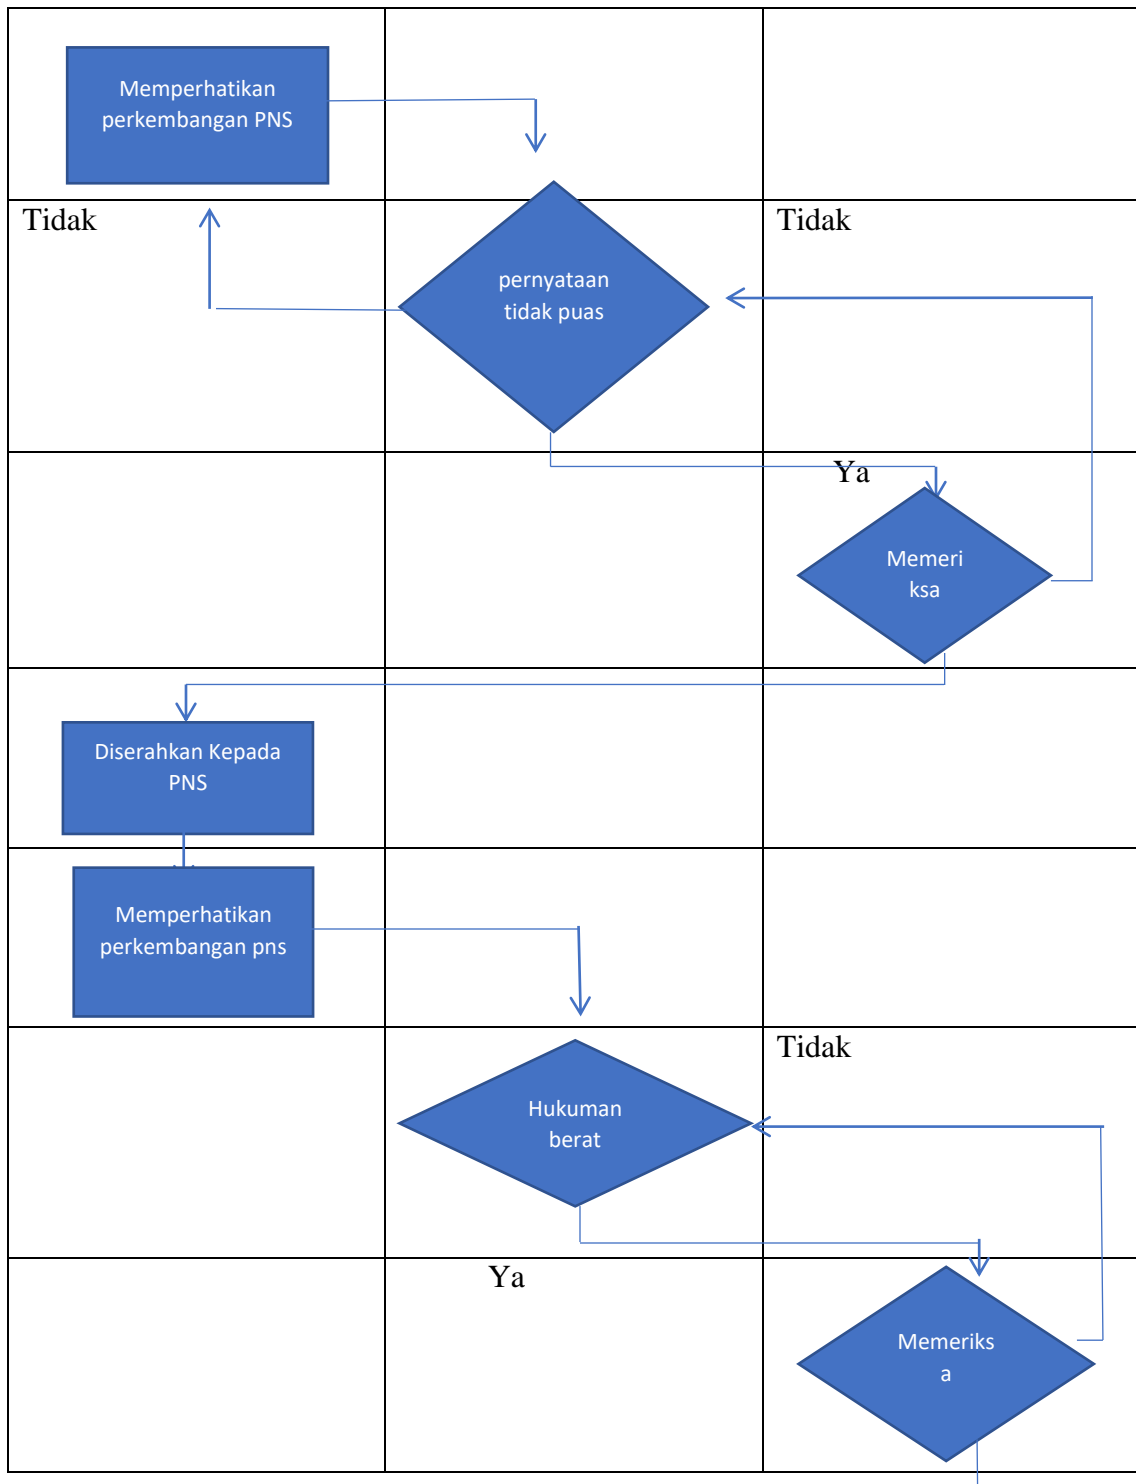 Memperhatikan
perkembangan PNS
Tidak
Tidak
pernyataan
tidak puas
Ya
Memeri
ksa
Diserahkan Kepada
PNS
Memperhatikan
perkembangan pns
Tidak
Hukuman
berat
Ya
Memeriks
a